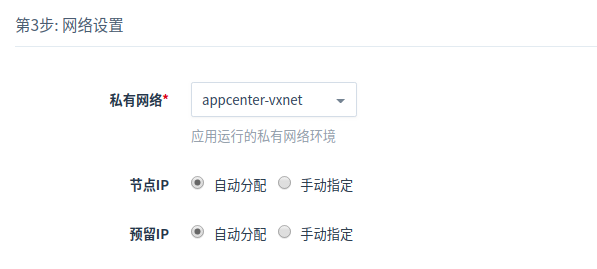 第3步: 网络设置
私有网络* appcenter-vxnet
应用运行的私有网络环境
节点IP 自动分配 手动指定
预留IP 自动分配 手动指定